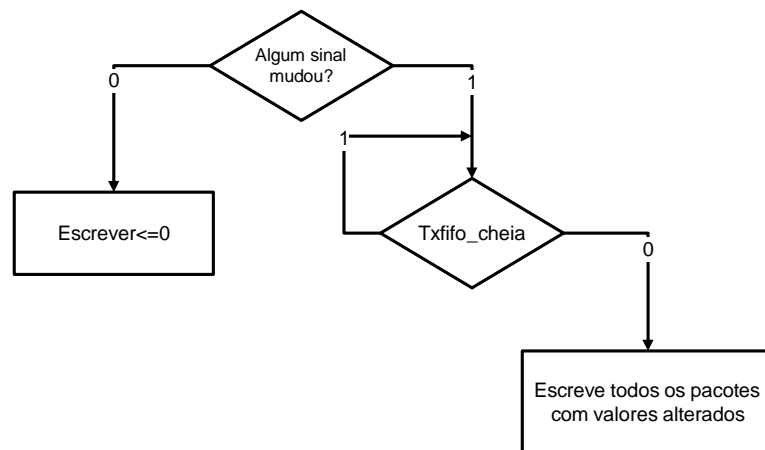 Algum sinal
mudou?
0
1
1
Escrever<=0
Txfifo_cheia
0
Escreve todos os pacotes
com valores alterados